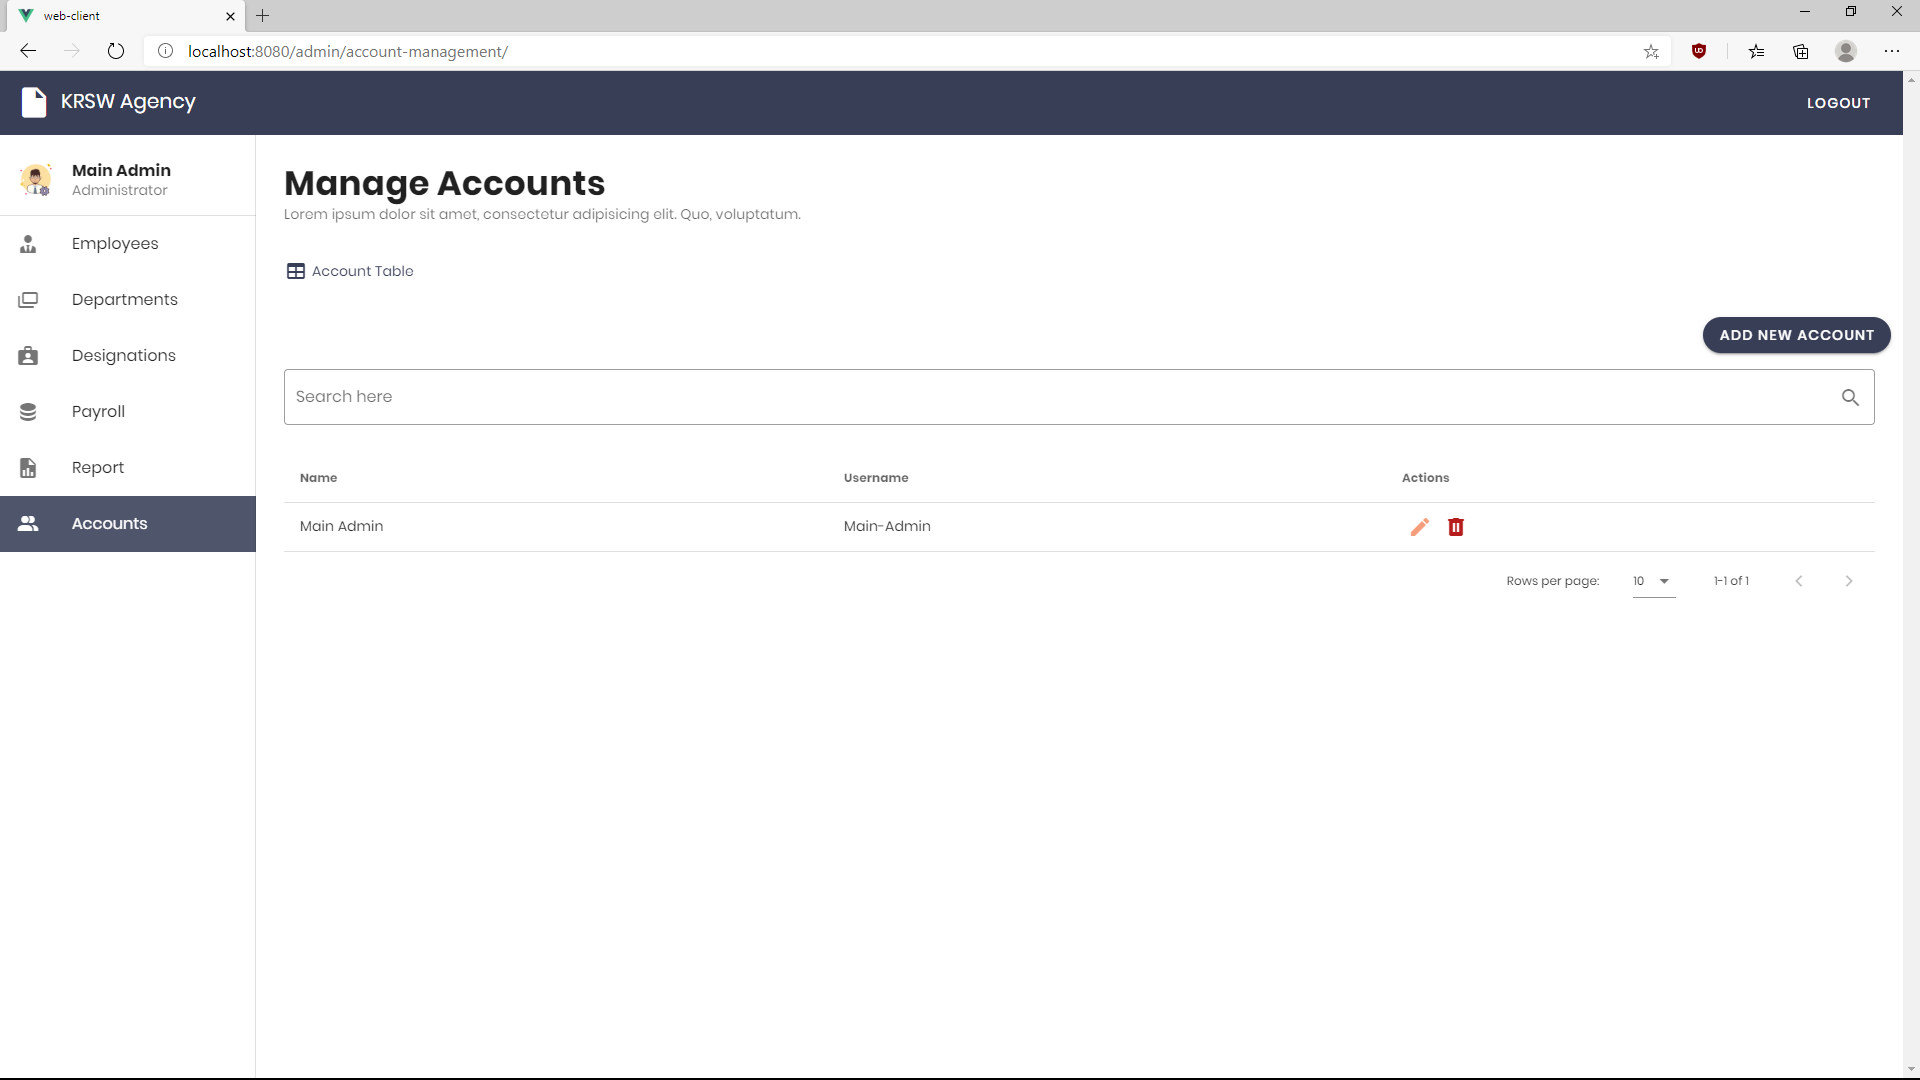 web-client
localhost:8080/admin/account-management/
KRSW Agency
LOGOUT
Main Admin
Administrator
Employees
Departments
Designations
Payroll
Report
Accounts
Manage Accounts
Lorem ipsum dolor sit amet, consectetur adipisicing elit. Quo, voluptatum.
Account Table
ADD NEW ACCOUNT
Search here
Name Username Actions
Main Admin Main-Admin
Rows per page: 10 1-1 of 1